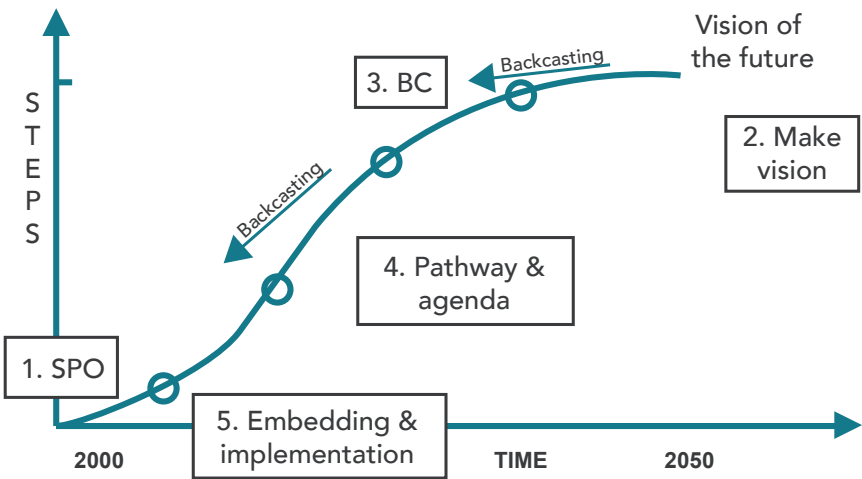 Vision of
the future
Backcasting
3. BC
STEPS
2. Make
vision
Backcasting
4. Pathway &
agenda
1. SPO
5. Embedding &
implementation
2000
TIME
2050